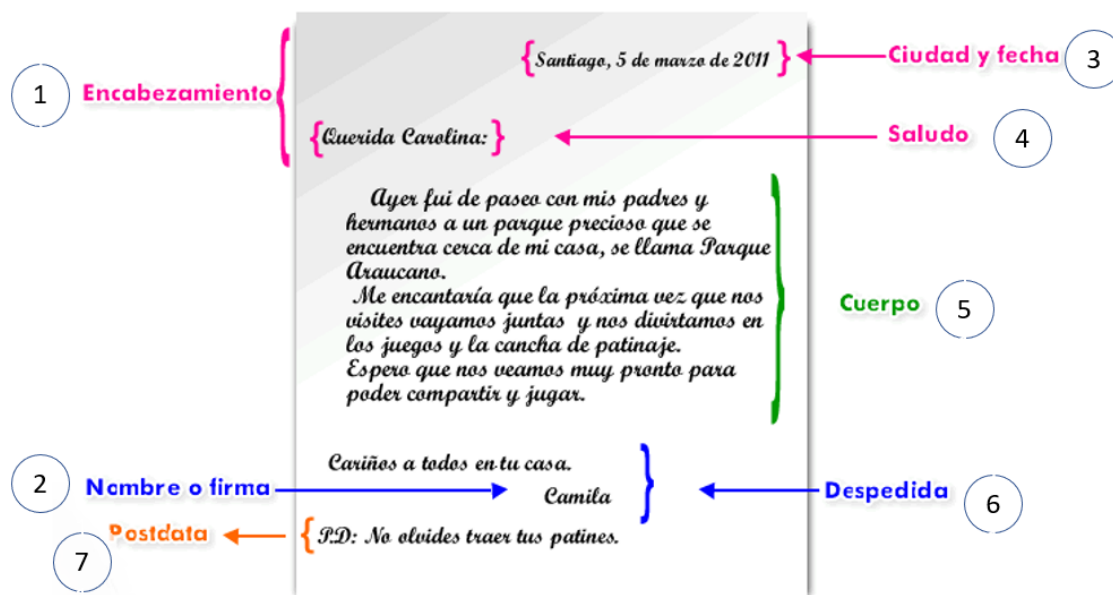 Santiago, 5 de marzo de 2011
Ciudad y fecha
3
1
Encabezamiento
Querida Carolina:
Saludo
4
Ayer fui de paseo con mis padres y
hermanos a un parque precioso que se
encuentra cerca de mi casa, se llama Parque
Araucano.
Me encantaría que la próxima vez que nos
visites vayamos juntas y nos divirtamos en
los juegos y la cancha de patinaje.
Espero que nos veamos muy pronto para
poder compartir y jugar.
Cuerpo
5
Cariños a todos en tu casa.
2
Nombre o firma
Camila
Despedida
6
Postdata
7
P.D: No olvides traer tus patines.